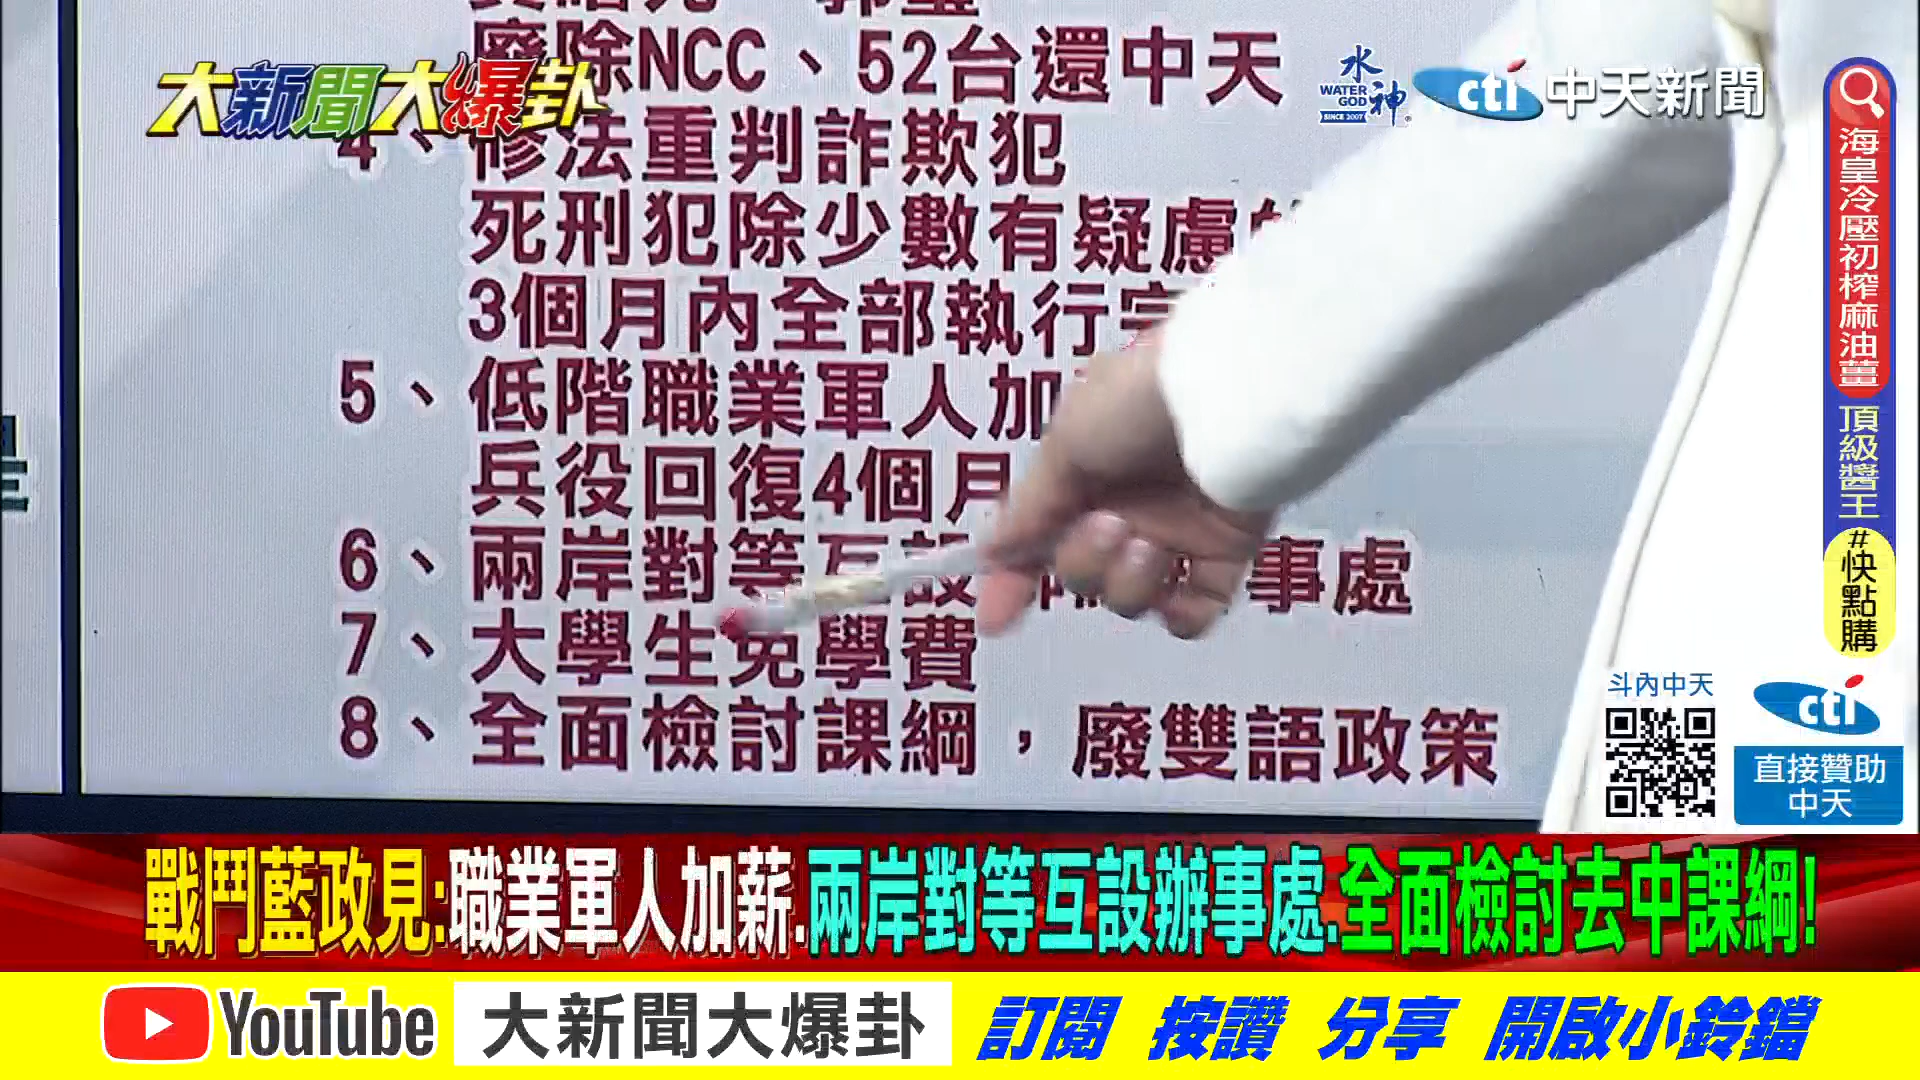 廢除NCC、52台還中天
4、修法重判詐欺犯
死刑犯除少數有疑慮
3個月內全部執行
5、低階職業軍人加
兵役回復4個月
6、兩岸對等互設 事處
7、大學生免學費
8、全面檢討課綱，廢雙語政策
大新聞大爆卦
水神
WATER GOD
SINCE 2007
cti 中天新聞
海皇冷壓初榨麻油薑
頂級醬王
#快點購
斗內中天
cti
直接贊助
中天
戰鬥藍政見:職業軍人加薪.兩岸對等互設辦事處.全面檢討去中課綱!
YouTube 大新聞大爆卦 訂閱 按讚 分享 開啟小鈴鐺